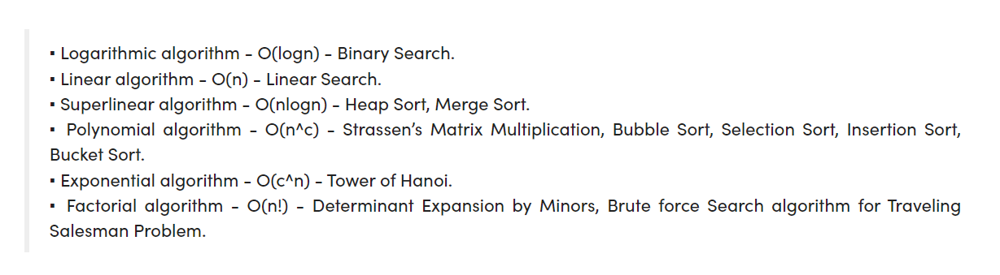 ▪ Logarithmic algorithm – O(logn) – Binary Search.
▪ Linear algorithm – O(n) – Linear Search.
▪ Superlinear algorithm – O(nlogn) – Heap Sort, Merge Sort.
▪ Polynomial algorithm – O(n^c) – Strassen’s Matrix Multiplication, Bubble Sort, Selection Sort, Insertion Sort,
Bucket Sort.
▪ Exponential algorithm – O(c^n) – Tower of Hanoi.
▪ Factorial algorithm – O(n!) – Determinant Expansion by Minors, Brute force Search algorithm for Traveling
Salesman Problem.